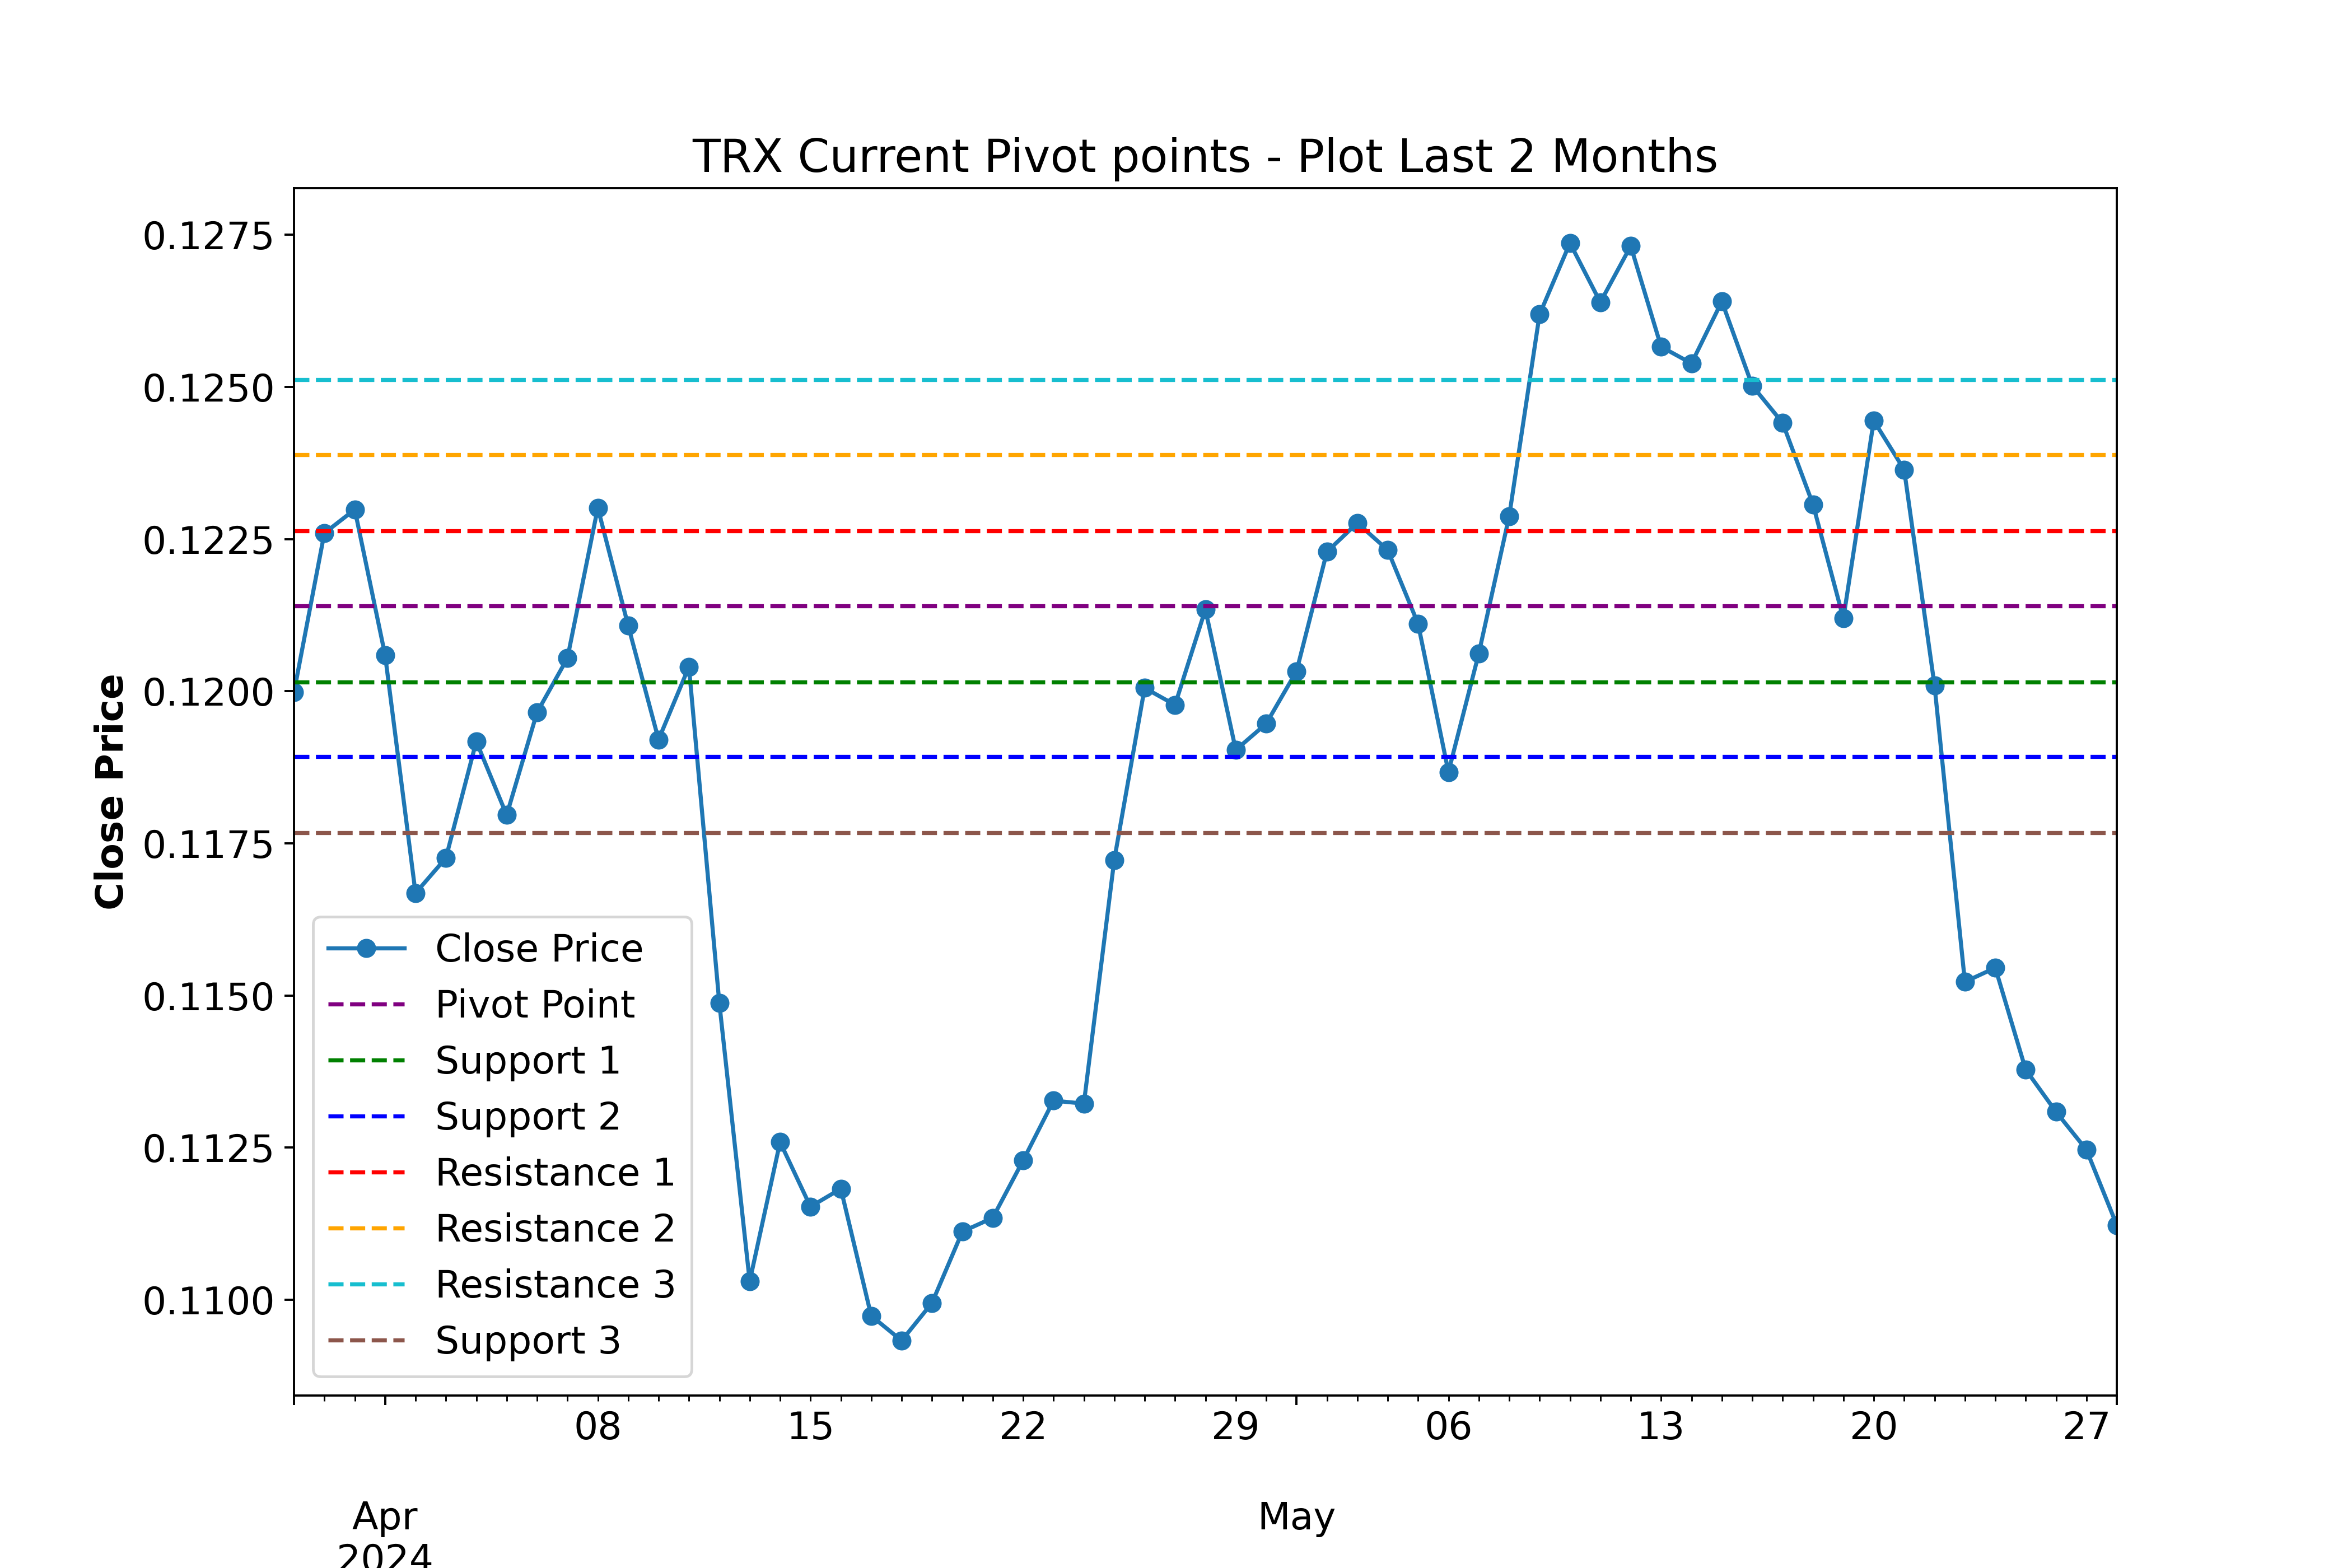 TRX Current Pivot points - Plot Last 2 Months
Close Price
0.1275
0.1250
0.1225
0.1200
0.1175
0.1150
0.1125
0.1100
Close Price
Pivot Point
Support 1
Support 2
Resistance 1
Resistance 2
Resistance 3
Support 3
08 15 22 29 06 13 20 27
Apr May
2024